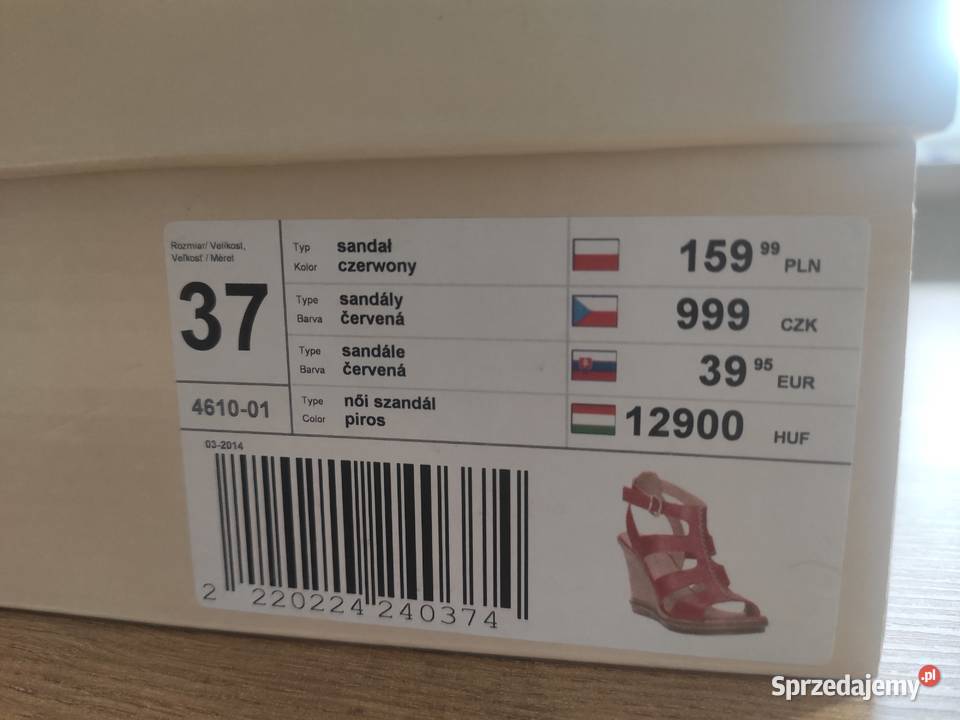 Rozmiar/ Velikost,
Veľkosť / Méret
37
4610-01
Typ sandał
Kolor czerwony
159 99 PLN
Type sandály
Barva červená
999 CZK
Type sandále
Barva červená
39 95 EUR
Type női szandál
Color piros
12900 HUF
03-2014
2 220224 240374
Sprzedajemy.pl